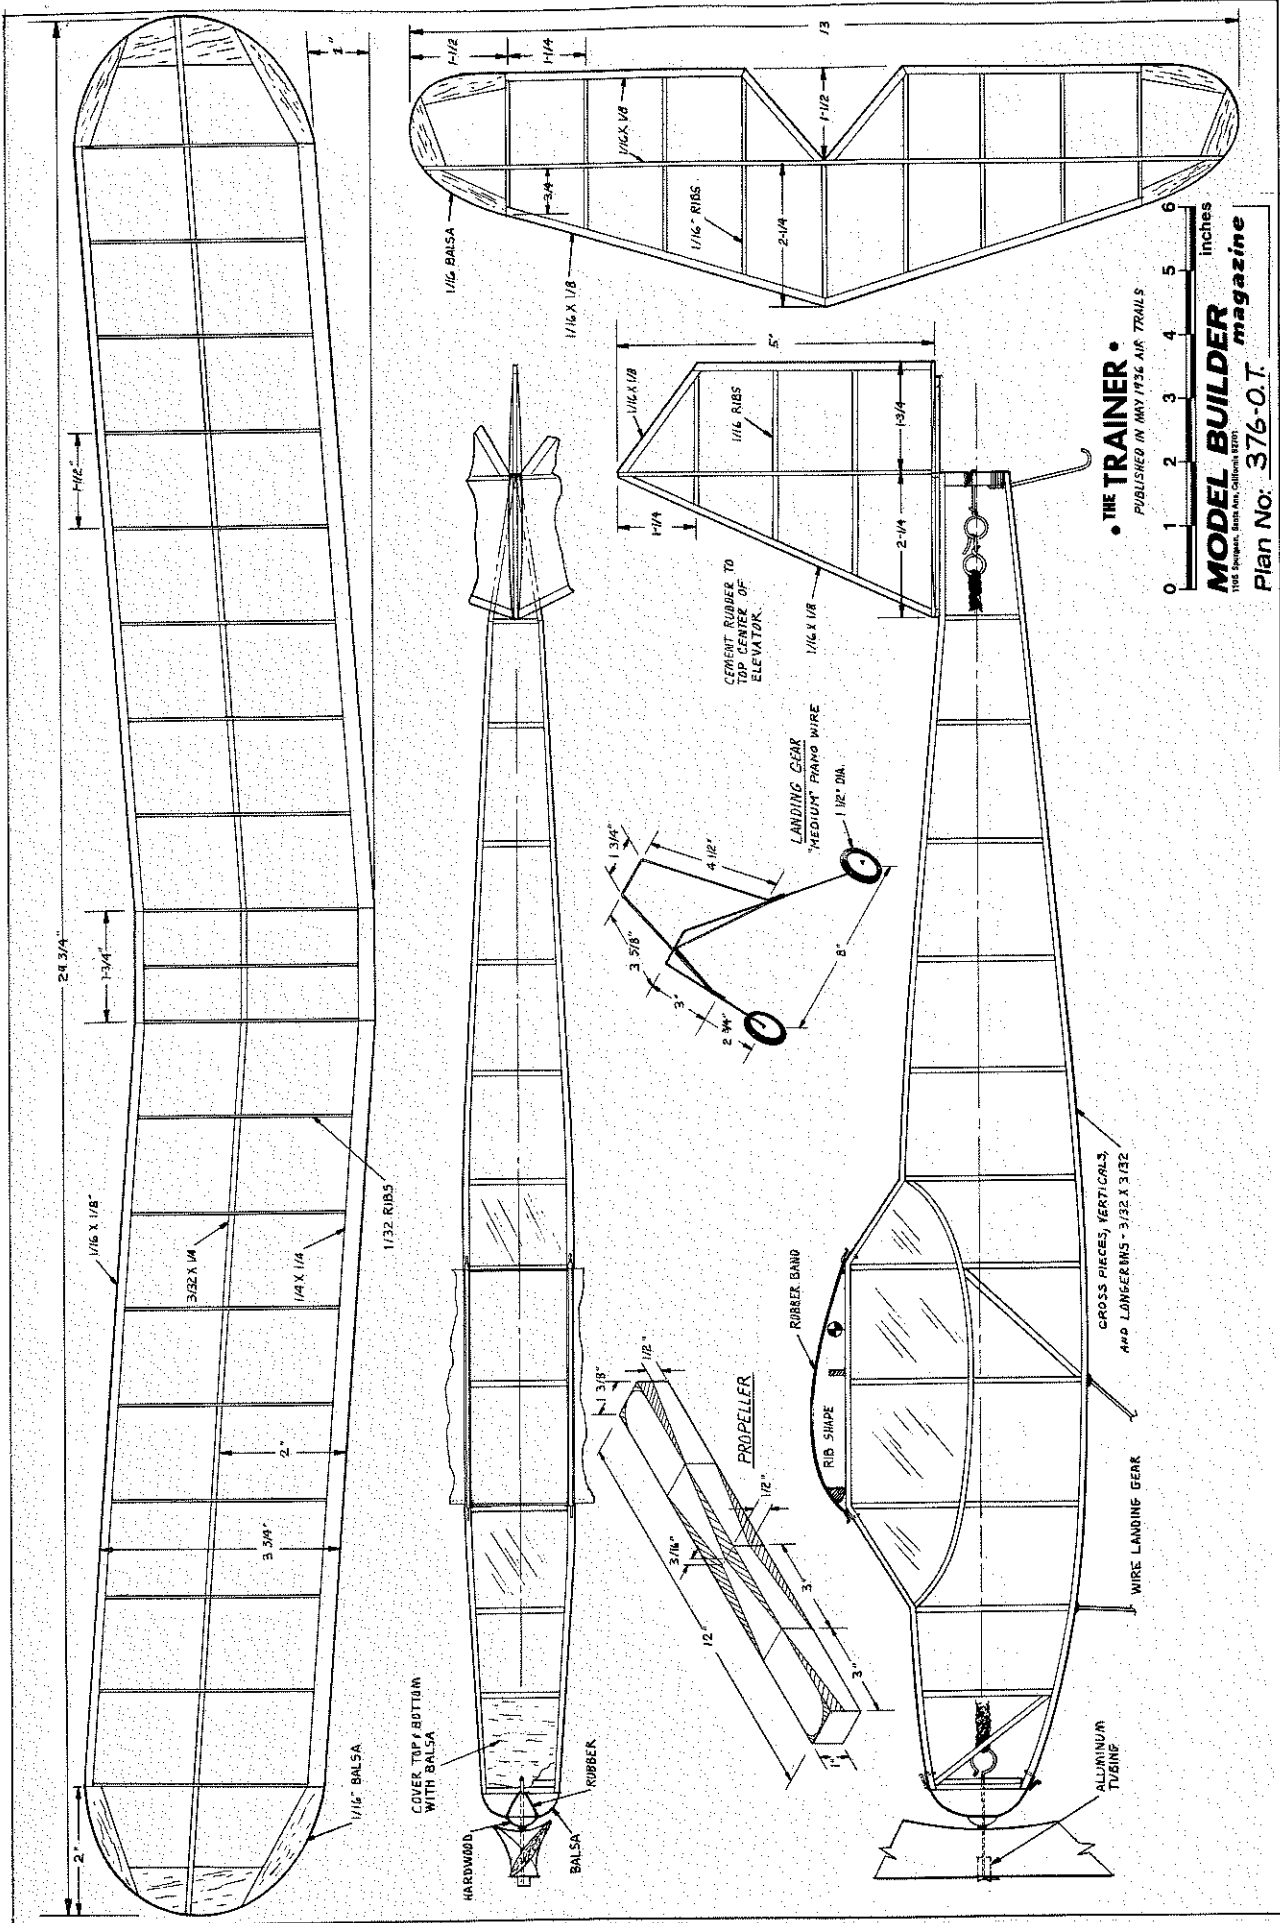 29 3/4"
1"
1-1/2"
1-3/4"
1/16 X 1/8"
3/32 X 1/4
1/4 X 1/4
1/32 RIBS
2"
3 3/4"
2"
1/16" BALSA
13
1-1/2
1-1/4
1/16 X 1/8
3/4
1-1/2
1/16" RIBS
2-1/4
1/16 BALSA
1/16 X 1/8
5"
1/16 X 1/8
1/16 RIBS
1-1/4
1-3/4
2-1/4
1/16 X 1/8
CEMENT RUDDER TO
TOP CENTER OF
ELEVATOR.
LANDING GEAR
"MEDIUM" PIANO WIRE
1 1/2" DIA.
1 3/4"
4 1/2"
3 5/8"
3"
2 3/4"
8"
COVER TOP & BOTTOM
WITH BALSA
HARDWOOD
RUBBER
BALSA
PROPELLER
12"
1 3/8"
1/2"
3/16"
1/2"
3"
3"
1"
RUBBER BAND
RIB SHAPE
CROSS PIECES, VERTICALS,
AND LONGERONS - 3/32 X 3/32
WIRE LANDING GEAR
ALUMINUM
TUBING
• THE TRAINER •
PUBLISHED IN MAY 1936 AIR TRAILS
0 1 2 3 4 5 6
inches
MODEL BUILDER
magazine
Plan No: 376-O.T.